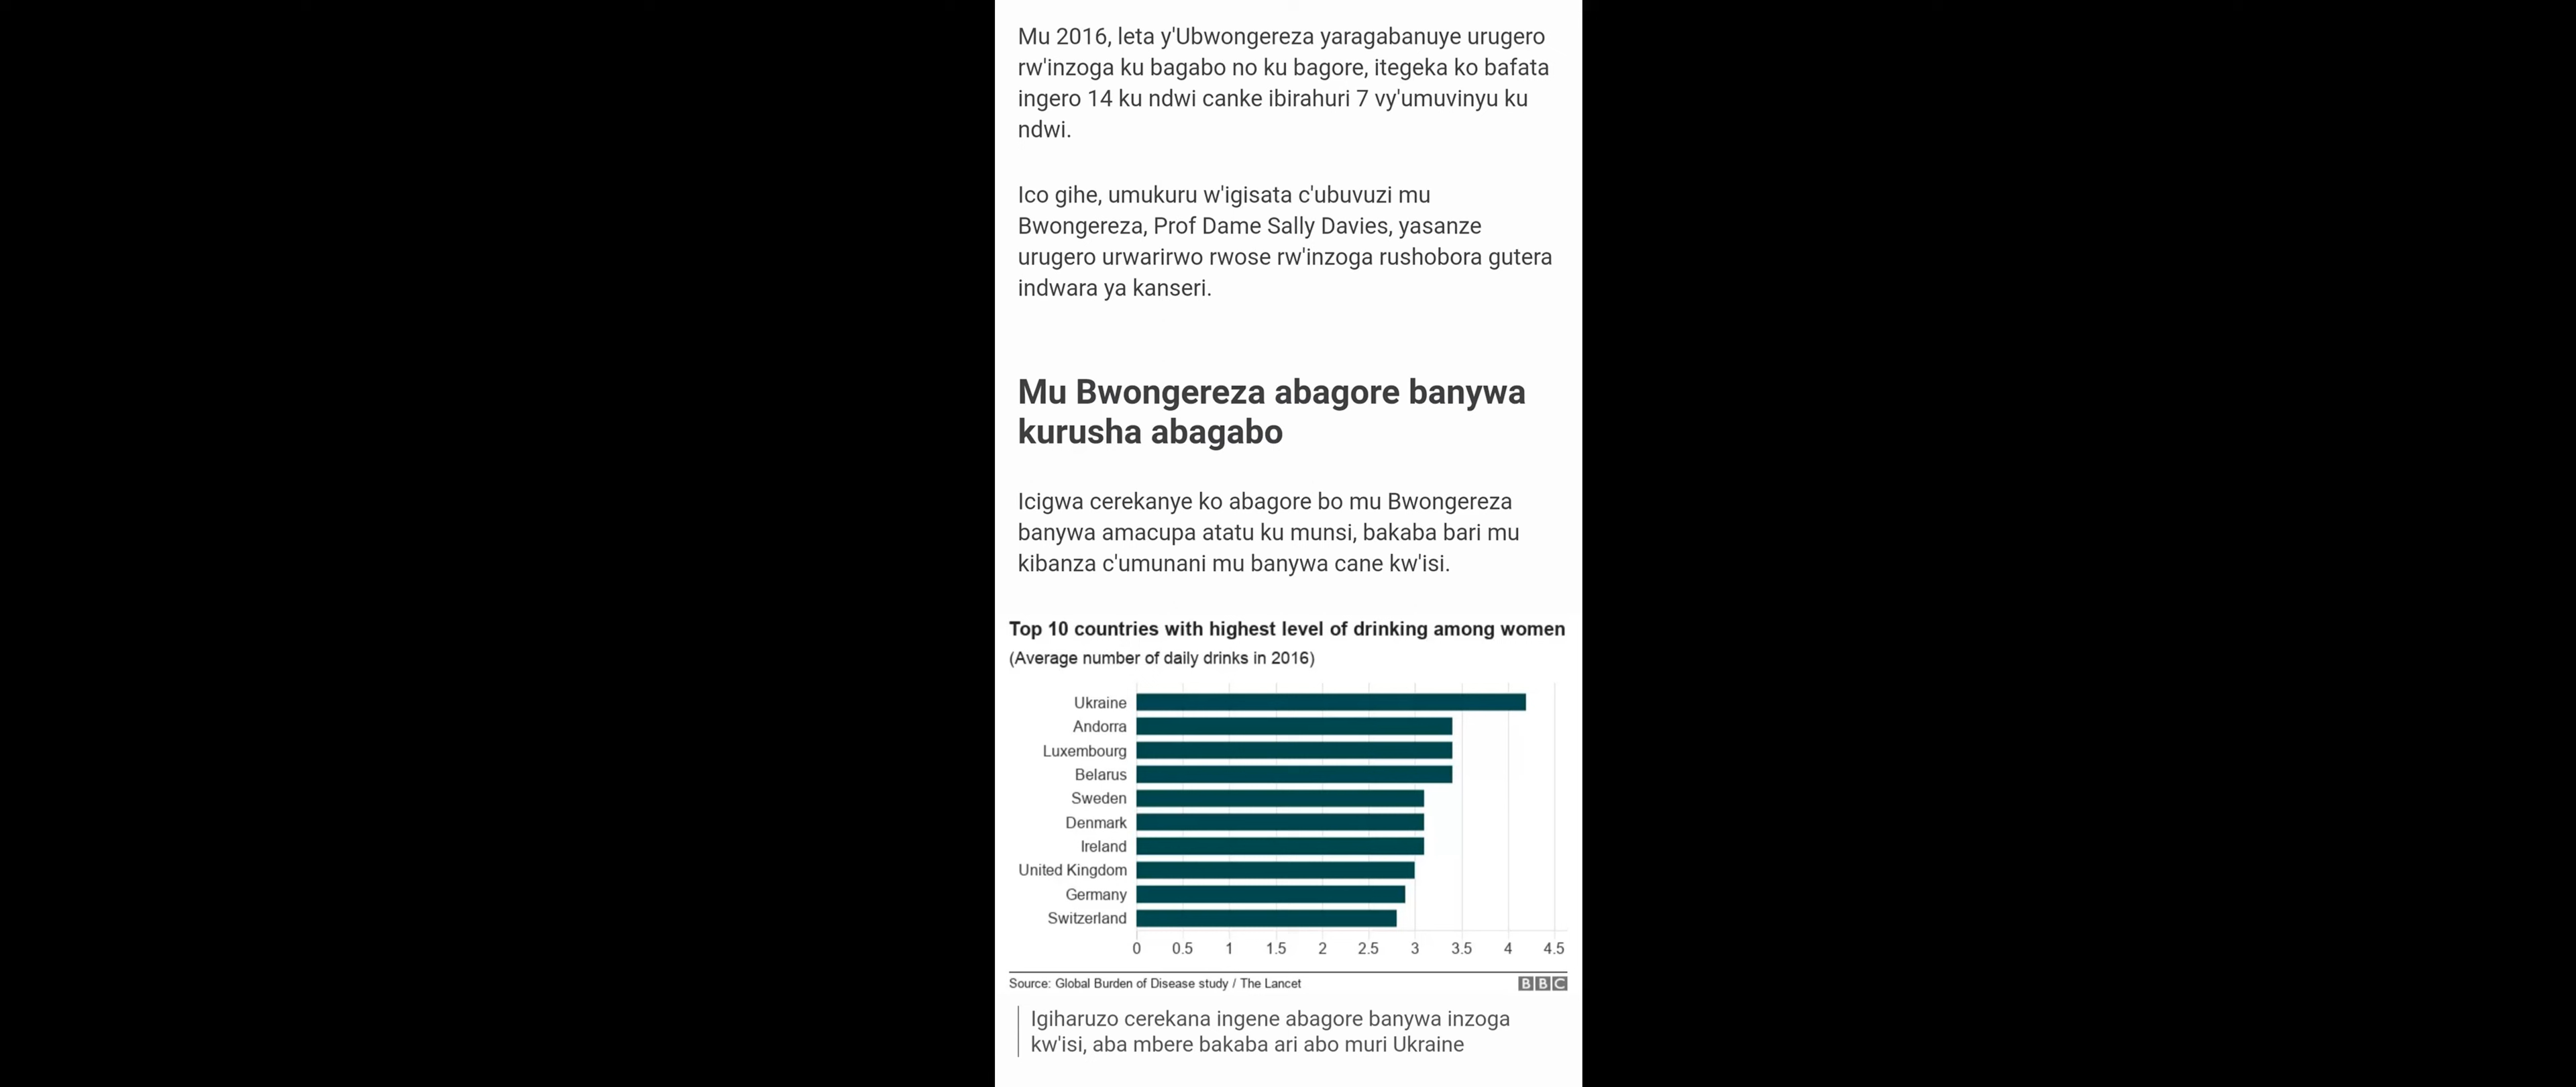 Mu 2016, leta y'Ubwongereza yaragabanuye urugero
rw'inzoga ku bagabo no ku bagore, itegeka ko bafata
ingero 14 ku ndwi canke ibirahuri 7 vy'umuvinyu ku
ndwi.
Ico gihe, umukuru w'igisata c'ubuvuzi mu
Bwongereza, Prof Dame Sally Davies, yasanze
urugero urwarirwo rwose rw'inzoga rushobora gutera
indwara ya kanseri.
Mu Bwongereza abagore banywa
kurusha abagabo
Icigwa cerekanye ko abagore bo mu Bwongereza
banywa amacupa atatu ku munsi, bakaba bari mu
kibanza c'umunani mu banywa cane kw'isi.
Top 10 countries with highest level of drinking among women
(Average number of daily drinks in 2016)
Ukraine
Andorra
Luxembourg
Belarus
Sweden
Denmark
Ireland
United Kingdom
Germany
Switzerland
0 0.5 1 1.5 2 2.5 3 3.5 4 4.5
Source: Global Burden of Disease study / The Lancet BBC
Igiharuzo cerekana ingene abagore banywa inzoga
kw'isi, aba mbere bakaba ari abo muri Ukraine